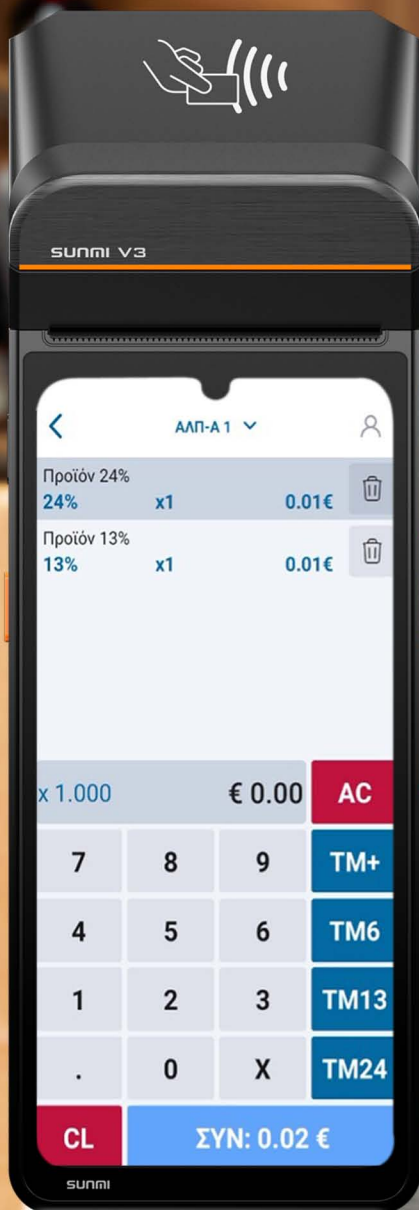 SUNMI V3
ΑΛΠ-Α 1
Προϊόν 24%
24% x1 0.01€
Προϊόν 13%
13% x1 0.01€
x 1.000 € 0.00 AC
7 8 9 TM+
4 5 6 TM6
1 2 3 TM13
. 0 X TM24
CL ΣΥΝ: 0.02 €
SUNMI